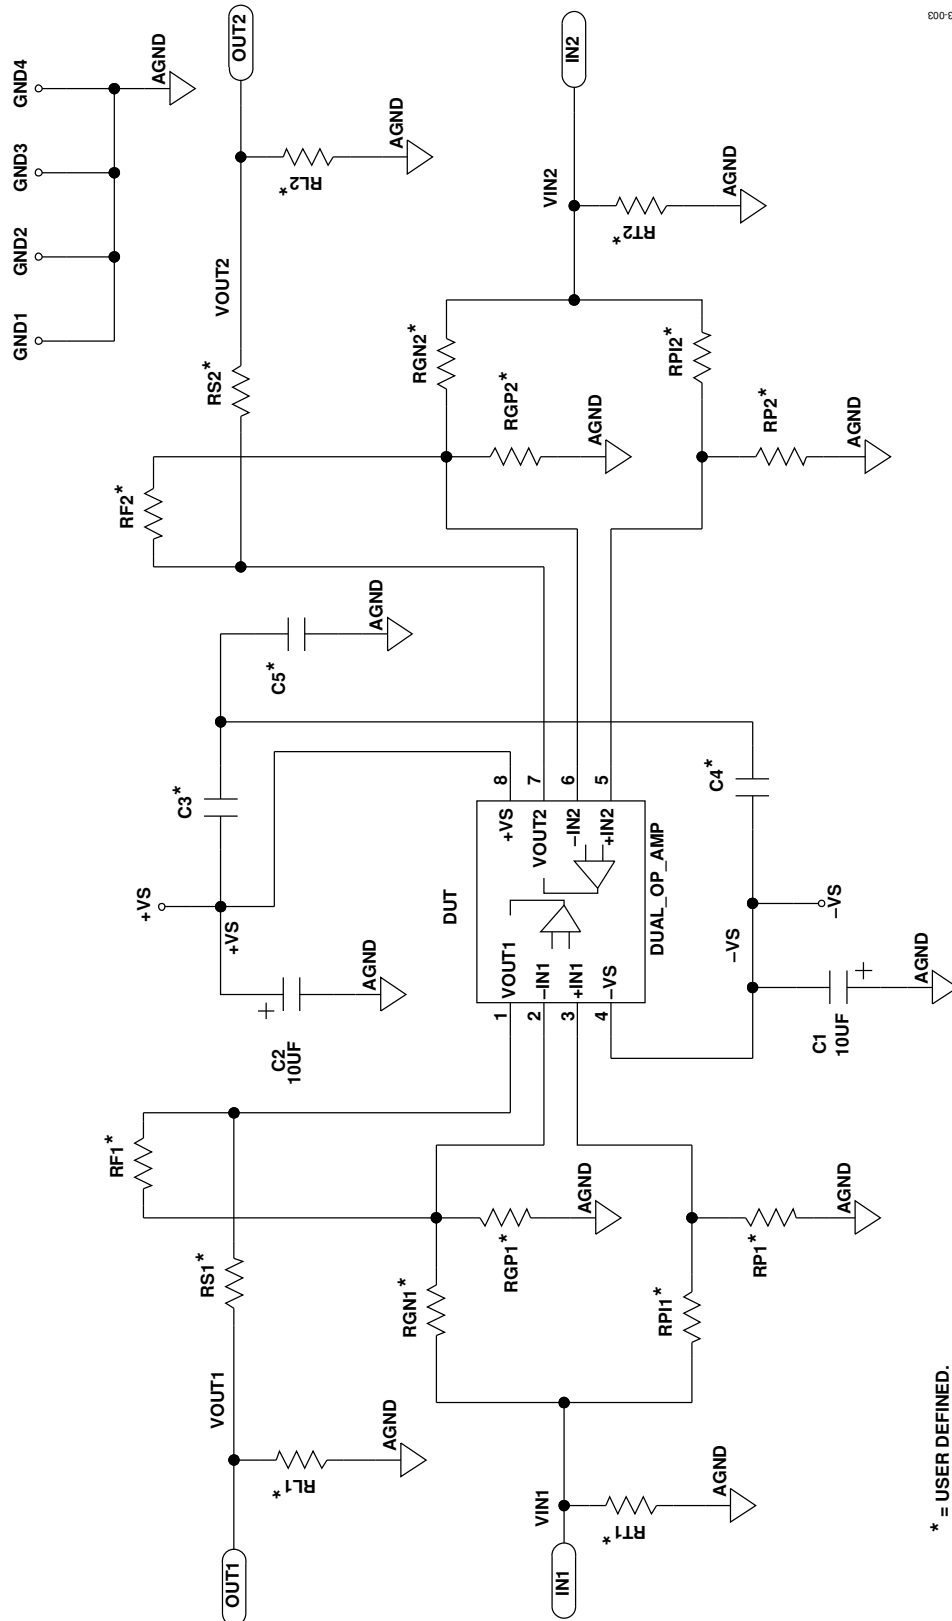 GND1
GND2
GND3
GND4
AGND
OUT2
RL2*
AGND
VOUT2
RS2*
RF2*
IN2
VIN2
RT2*
AGND
RGN2*
RGP2*
AGND
RPI2*
RP2*
AGND
C5*
AGND
C3*
+VS
+VS
C2
10UF
+
AGND
DUT
8
+VS
7
VOUT2
6
–IN2
5
+IN2
1
VOUT1
2
–IN1
3
+IN1
4
–VS
DUAL_OP_AMP
C4*
–VS
–VS
C1
10UF
+
AGND
RF1*
RS1*
VOUT1
OUT1
RL1*
AGND
RGN1*
RGP1*
AGND
RPI1*
RP1*
AGND
VIN1
IN1
RT1*
AGND
* = USER DEFINED.